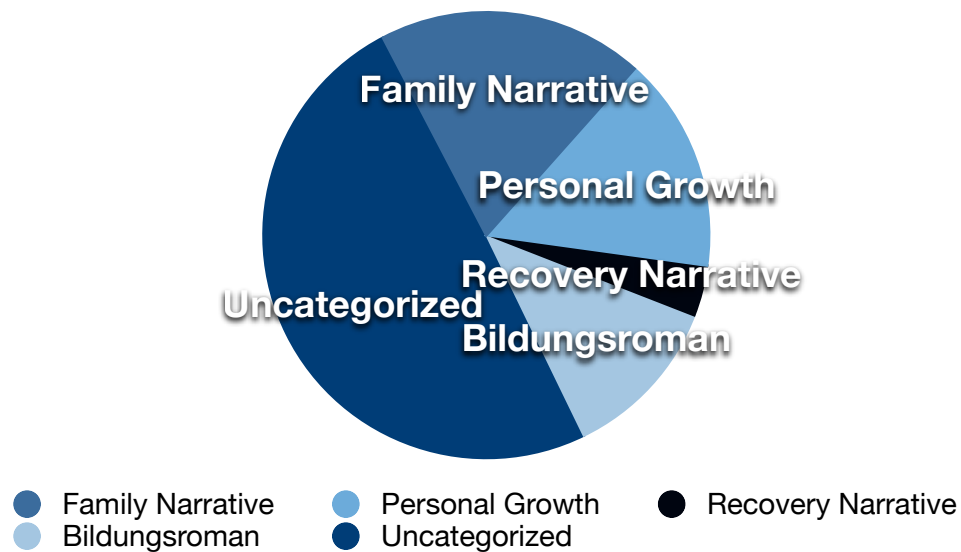 Family Narrative
Personal Growth
Recovery Narrative
Uncategorized
Bildungsroman
Family Narrative Personal Growth Recovery Narrative
Bildungsroman Uncategorized